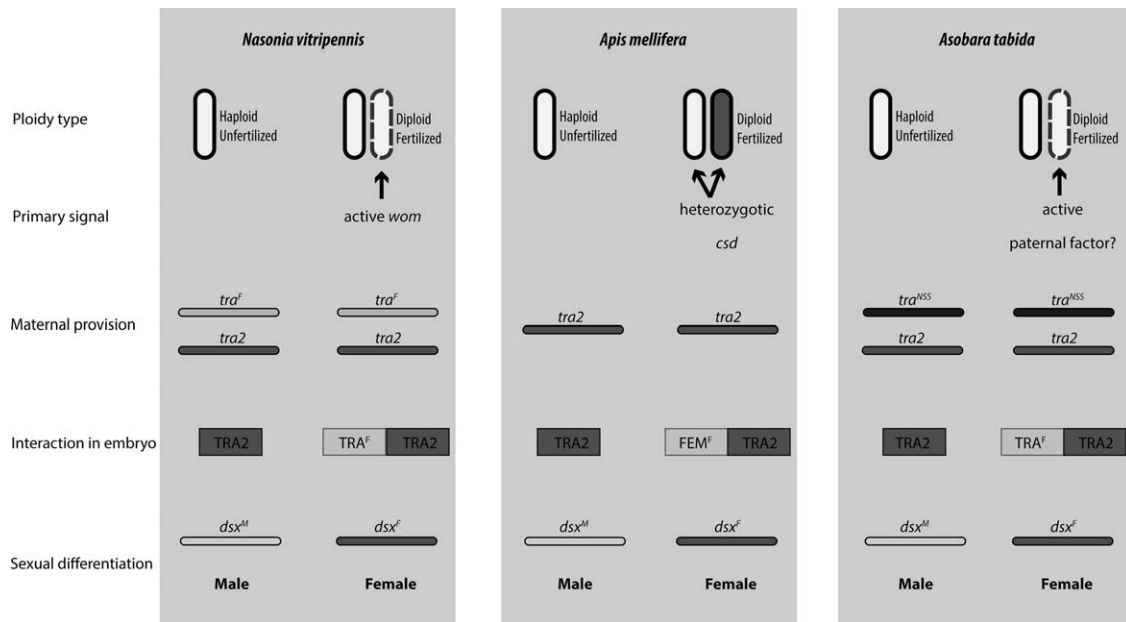 Nasonia vitripennis
Apis mellifera
Asobara tabida
Ploidy type
Haploid
Unfertilized
Diploid
Fertilized
Haploid
Unfertilized
Diploid
Fertilized
Haploid
Unfertilized
Diploid
Fertilized
Primary signal
active wom
heterozygotic
csd
active
paternal factor?
Maternal provision
traF
traF
tra2
tra2
tra2
tra2
traNSS
traNSS
tra2
tra2
Interaction in embryo
TRA2
TRAF
TRA2
TRA2
FEMF
TRA2
TRA2
TRAF
TRA2
Sexual differentiation
dsxM
dsxF
dsxM
dsxF
dsxM
dsxF
Male
Female
Male
Female
Male
Female